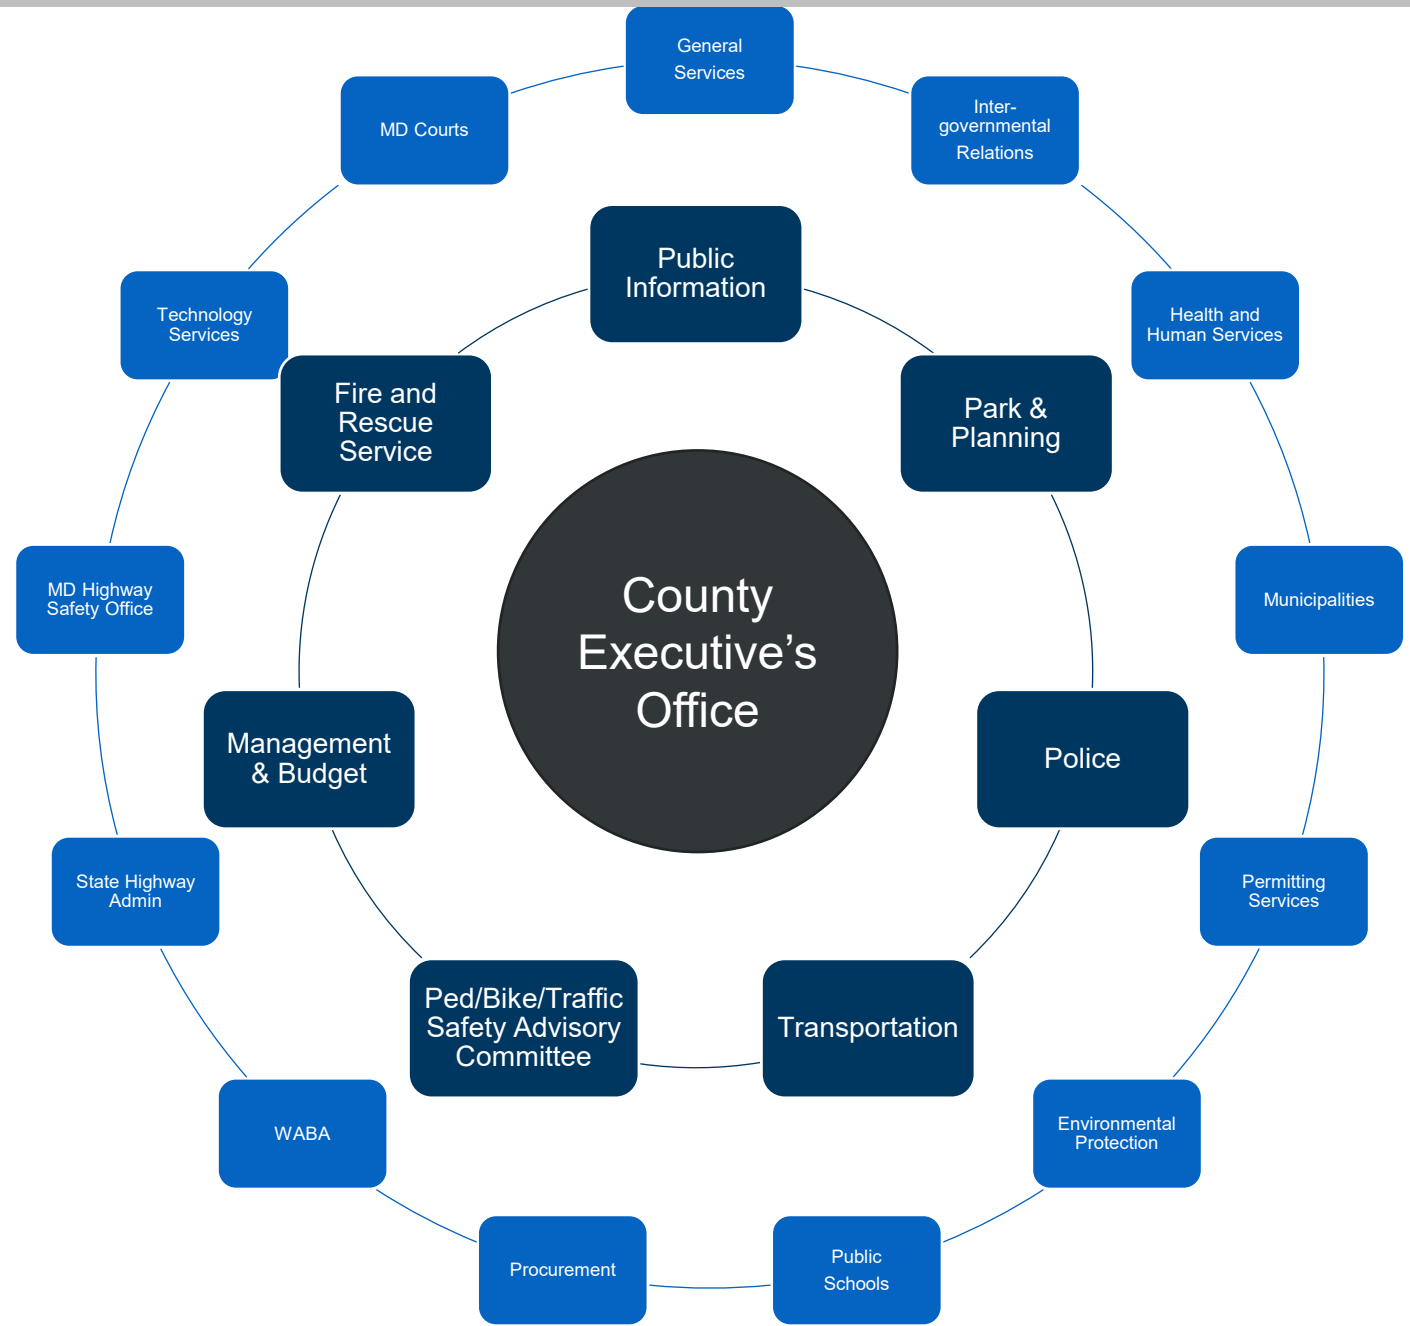 General
Services
MD Courts
Inter-
governmental
Relations
Public
Information
Technology
Services
Health and
Human Services
Fire and
Rescue
Service
Park &
Planning
County
Executive’s
Office
MD Highway
Safety Office
Municipalities
Management
& Budget
Police
State Highway
Admin
Permitting
Services
Ped/Bike/Traffic
Safety Advisory
Committee
Transportation
WABA
Environmental
Protection
Procurement
Public
Schools